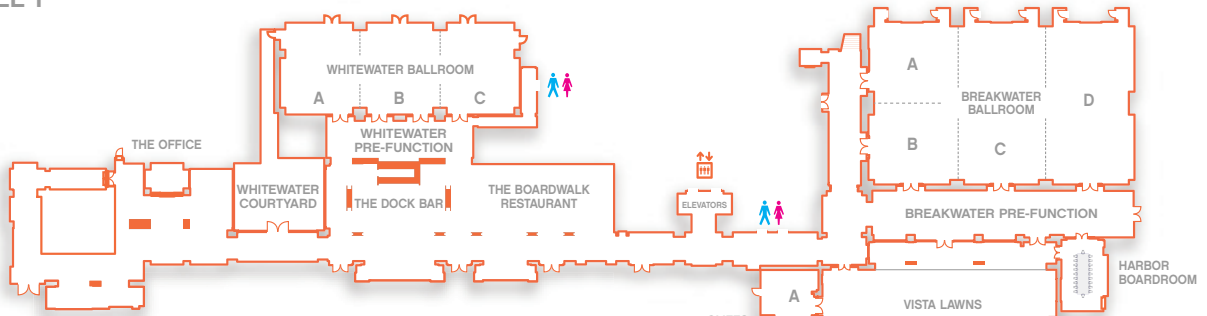 WHITEWATER BALLROOM
A
B
C
WHITEWATER
PRE-FUNCTION
THE OFFICE
WHITEWATER
COURTYARD
THE DOCK BAR
THE BOARDWALK
RESTAURANT
ELEVATORS
A
B
BREAKWATER
BALLROOM
C
D
BREAKWATER PRE-FUNCTION
HARBOR
BOARDROOM
A
VISTA LAWNS